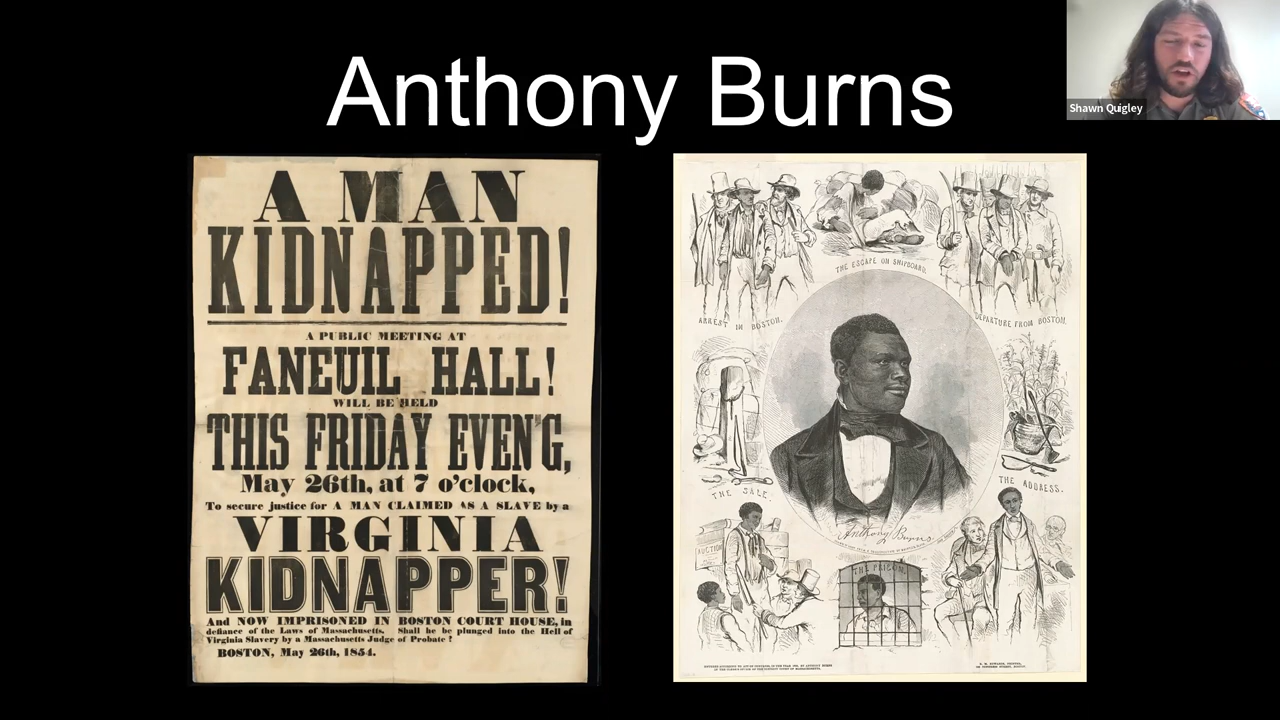 Anthony Burns
Shawn Quigley
A MAN
KIDNAPPED!
A PUBLIC MEETING AT
FANEUIL HALL!
WILL BE HELD
THIS FRIDAY EVEN'G,
May 26th, at 7 o'clock,
To secure justice for A MAN CLAIMED AS A SLAVE by a
VIRGINIA
KIDNAPPER!
And NOW IMPRISONED IN BOSTON COURT HOUSE, in
defiance of the Laws of Massachusetts. Shall he be plunged into the Hell of
Virginia Slavery by a Massachusetts Judge of Probate!
BOSTON, May 26th, 1854.
THE ESCAPE ON SHIPBOARD.
ARREST IN BOSTON.
DEPARTURE FROM BOSTON.
THE SALE.
THE ADDRESS.
Anthony Burns
AUCTION
THE PRISON.